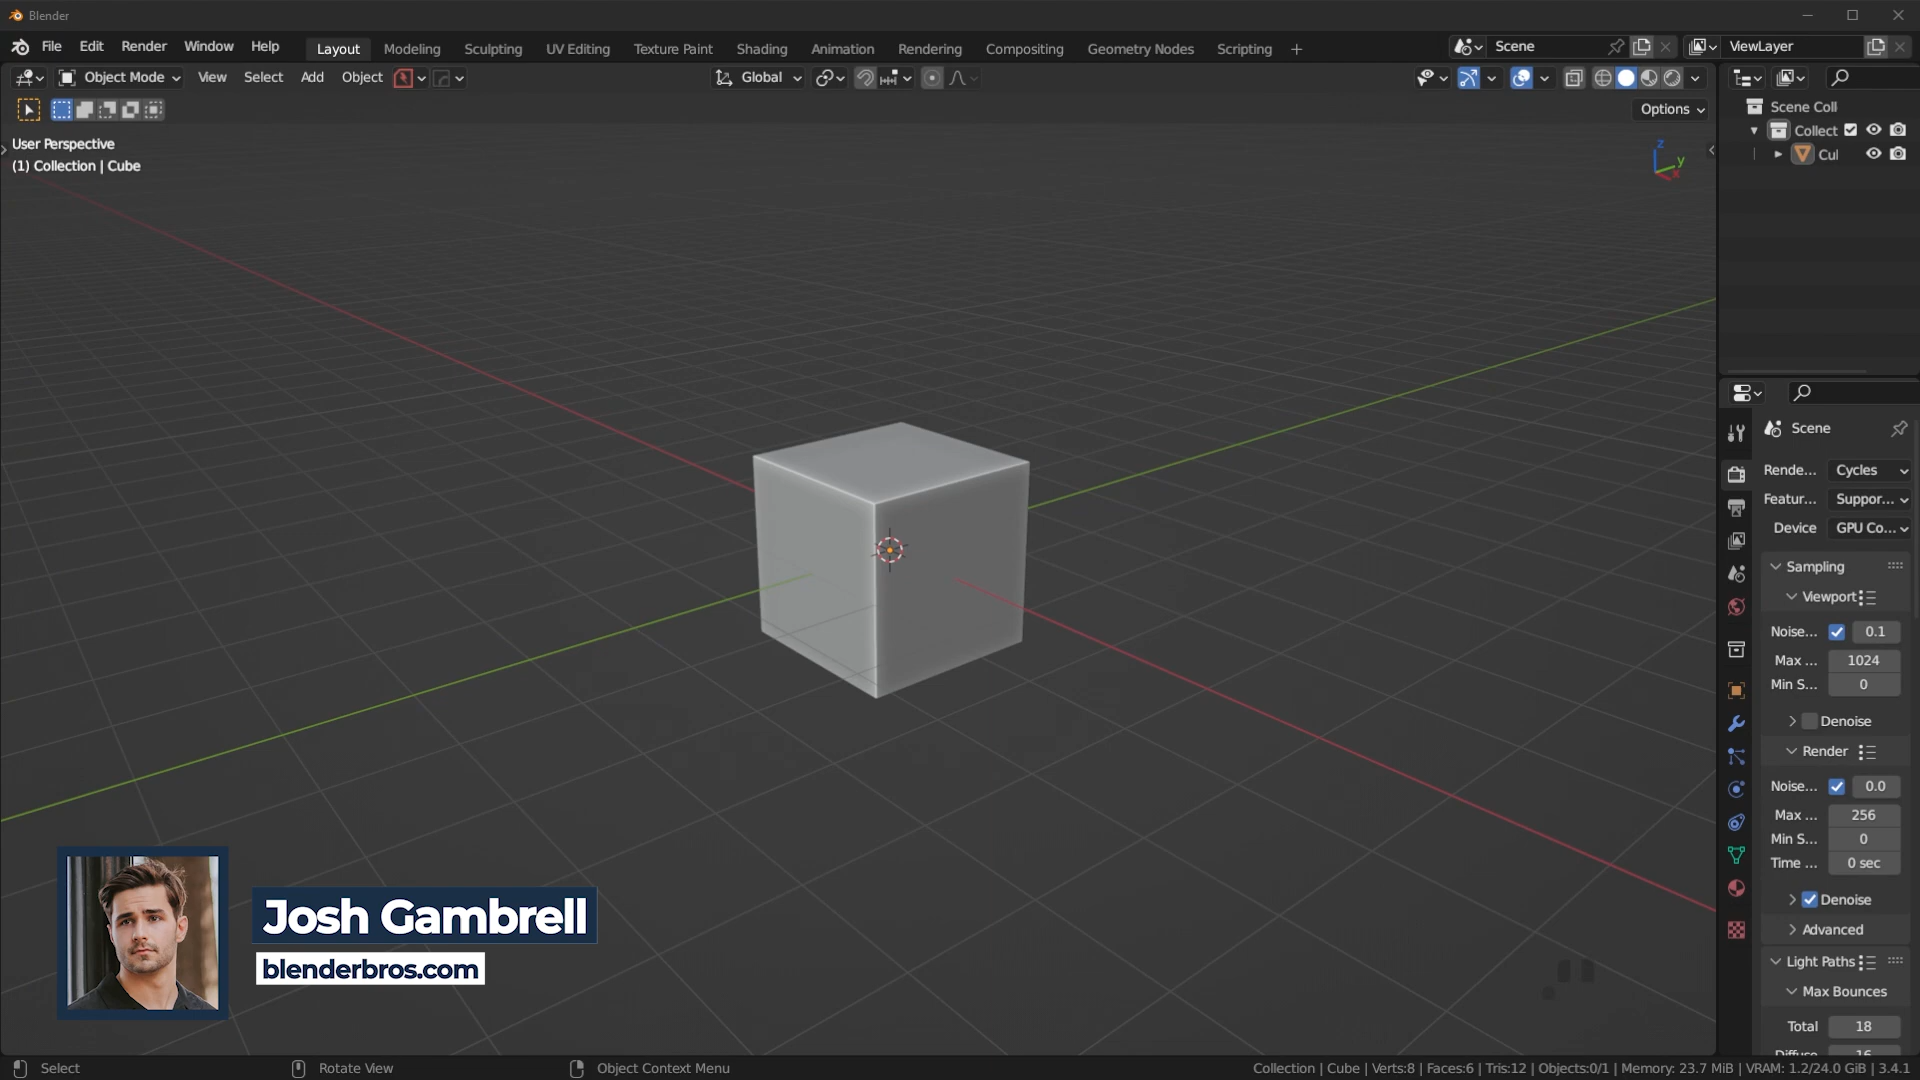 Blender
File Edit Render Window Help Layout Modeling Sculpting UV Editing Texture Paint Shading Animation Rendering Compositing Geometry Nodes Scripting + Scene ViewLayer
Object Mode View Select Add Object Global
Options
User Perspective
(1) Collection | Cube
Z
Y
X
Scene Coll
Collect
Cul
Scene
Rende... Cycles
Featur... Suppor...
Device GPU Co...
Sampling
Viewport
Noise... 0.1
Max ... 1024
Min S... 0
Denoise
Render
Noise... 0.0
Max ... 256
Min S... 0
Time ... 0 sec
Denoise
Advanced
Light Paths
Max Bounces
Total 18
Josh Gambrell
blenderbros.com
Select Rotate View Object Context Menu Collection | Cube | Verts:8 | Faces:6 | Tris:12 | Objects:0/1 | Memory: 23.7 MiB | VRAM: 1.2/24.0 GiB | 3.4.1